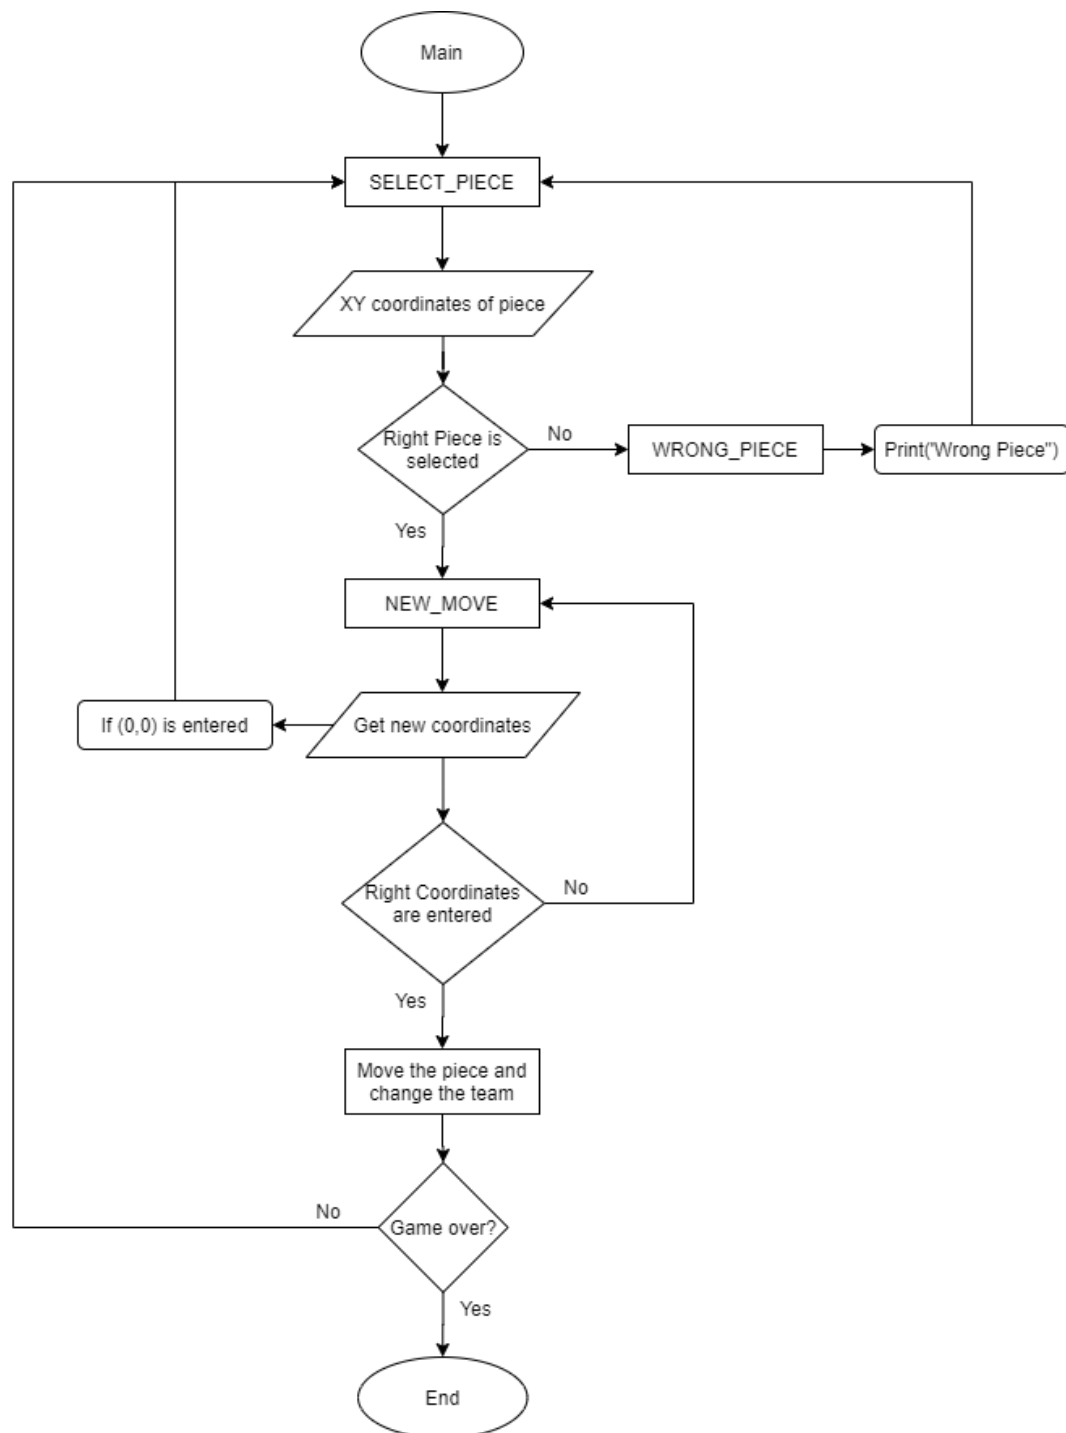 Main
SELECT_PIECE
XY coordinates of piece
Right Piece is
selected
No
WRONG_PIECE
Print("Wrong Piece")
Yes
NEW_MOVE
If (0,0) is entered
Get new coordinates
Right Coordinates
are entered
No
Yes
Move the piece and
change the team
No
Game over?
Yes
End